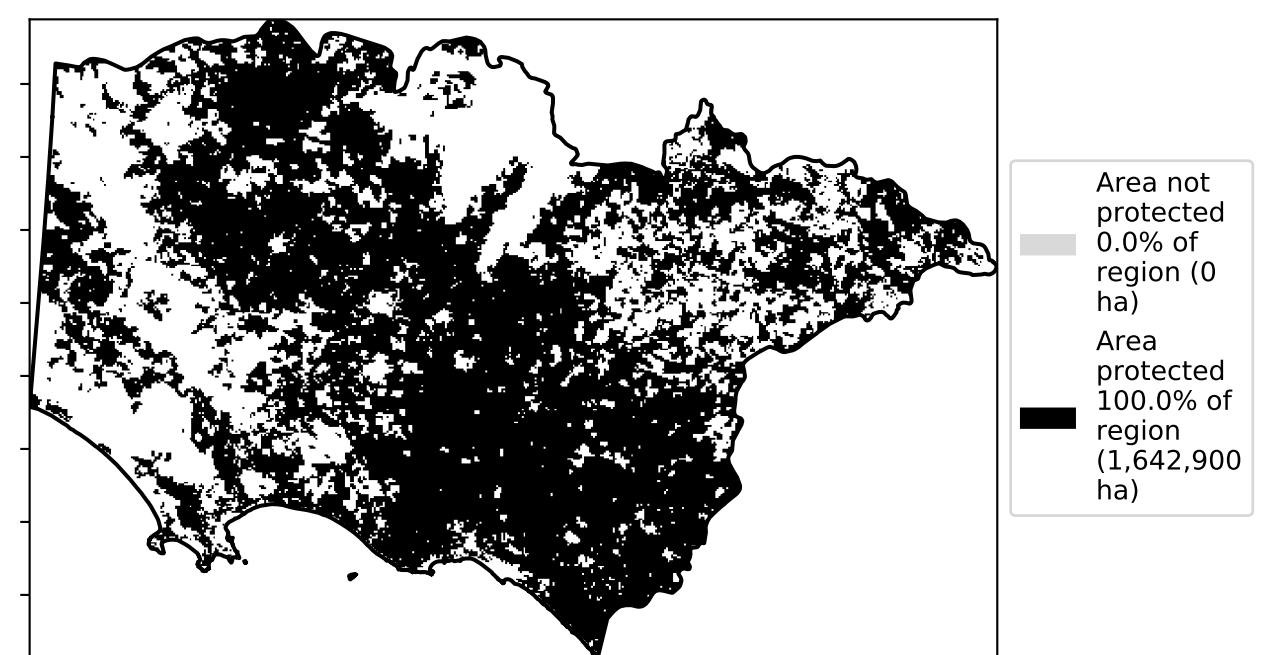 Area not
protected
0.0% of
region (0
ha)
Area
protected
100.0% of
region
(1,642,900
ha)